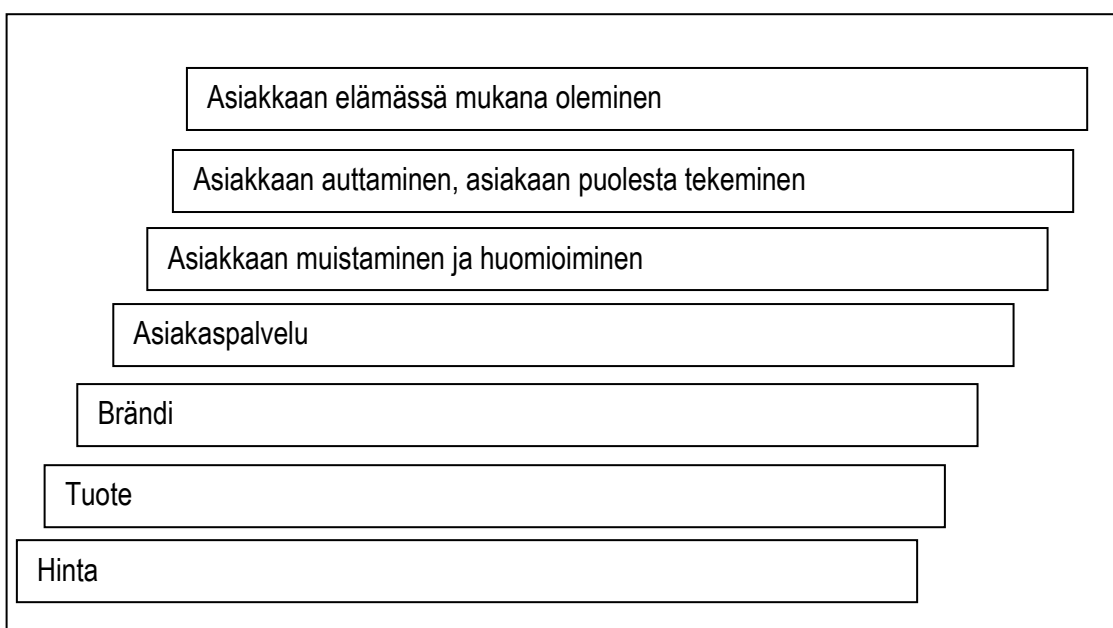 Asiakkaan elämässä mukana oleminen
Asiakkaan auttaminen, asiakaan puolesta tekeminen
Asiakkaan muistaminen ja huomioiminen
Asiakaspalvelu
Brändi
Tuote
Hinta